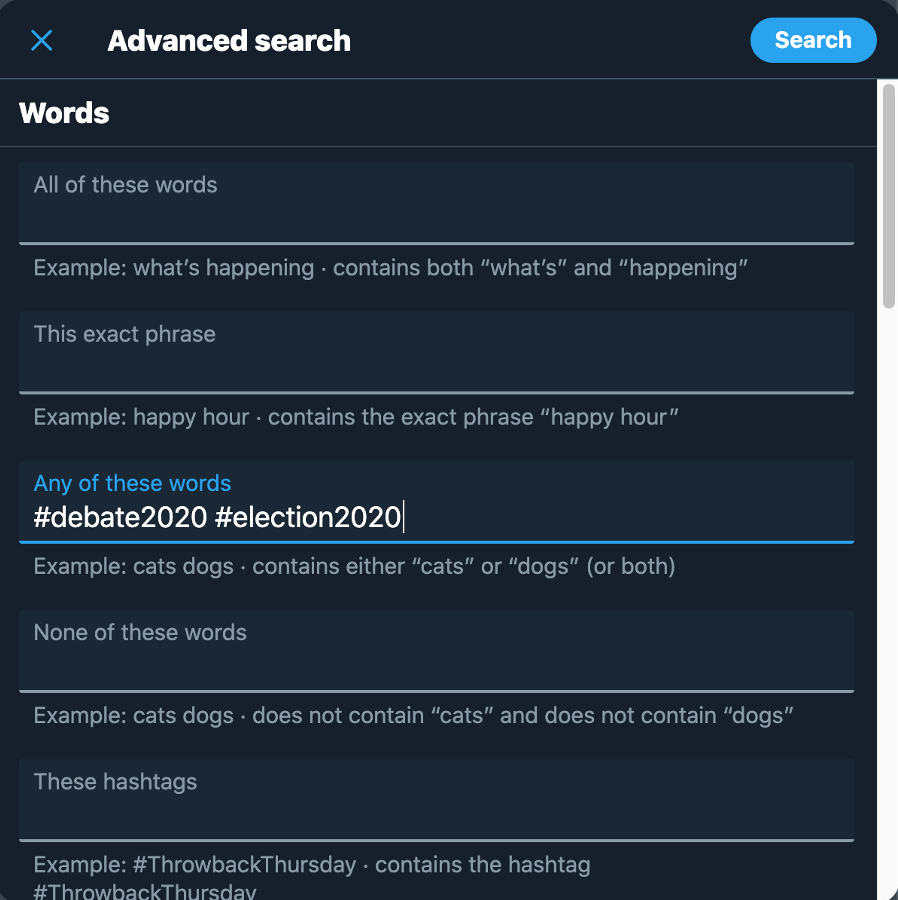 Advanced search
Search
Words
All of these words
Example: what’s happening · contains both “what’s” and “happening”
This exact phrase
Example: happy hour · contains the exact phrase “happy hour”
Any of these words
#debate2020 #election2020
Example: cats dogs · contains either “cats” or “dogs” (or both)
None of these words
Example: cats dogs · does not contain “cats” and does not contain “dogs”
These hashtags
Example: #ThrowbackThursday · contains the hashtag
#ThrowbackThursday